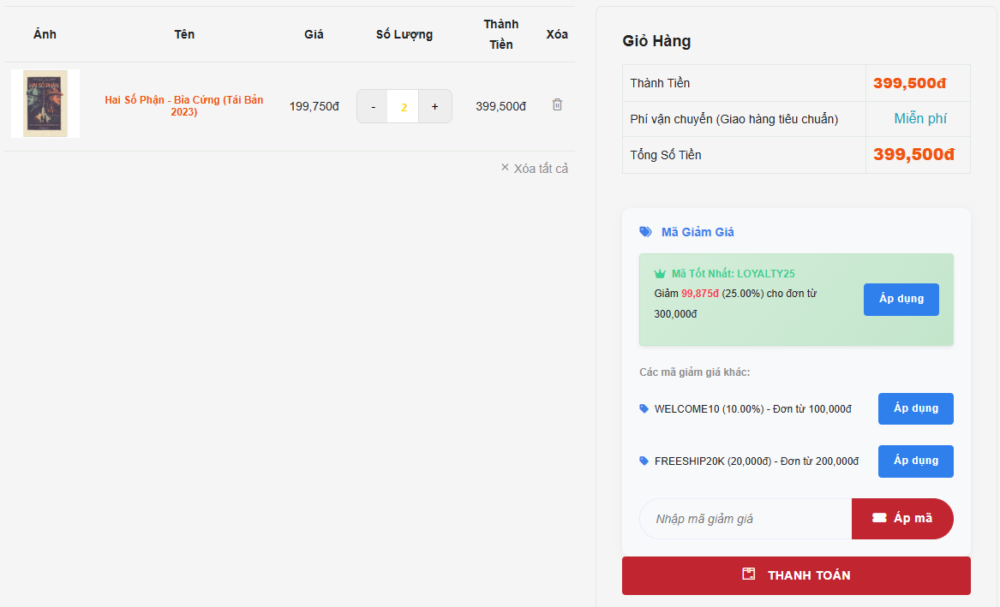 Ảnh
Tên
Giá
Số Lượng
Thành
Tiền
Xóa
HAI SỐ PHẬN
Hai Số Phận - Bìa Cứng (Tái Bản
2023)
199,750đ
-
2
+
399,500đ
× Xóa tất cả
Giỏ Hàng
Thành Tiền
399,500đ
Phí vận chuyển (Giao hàng tiêu chuẩn)
Miễn phí
Tổng Số Tiền
399,500đ
Mã Giảm Giá
Mã Tốt Nhất: LOYALTY25
Giảm 99,875đ (25.00%) cho đơn từ
300,000đ
Áp dụng
Các mã giảm giá khác:
WELCOME10 (10.00%) - Đơn từ 100,000đ
Áp dụng
FREESHIP20K (20,000đ) - Đơn từ 200,000đ
Áp dụng
Nhập mã giảm giá
Áp mã
THANH TOÁN